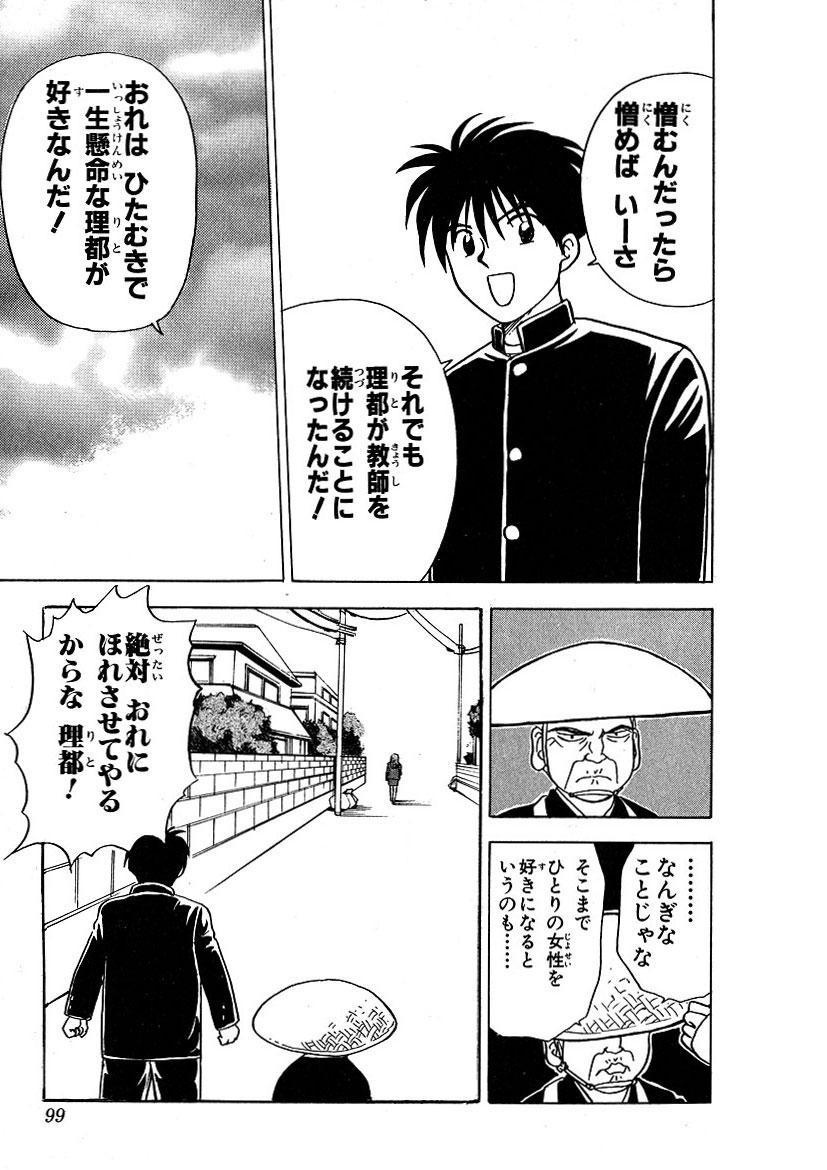 憎むんだったら
憎めば いーさ
それでも
理都が教師を
続けることに
なったんだ！
おれは ひたむきで
一生懸命な理都が
好きなんだ！
………
なんぎな
ことじゃな
そこまで
ひとりの女性を
好きになると
いうのも……
絶対 おれに
ほれさせてやる
からな 理都！
99